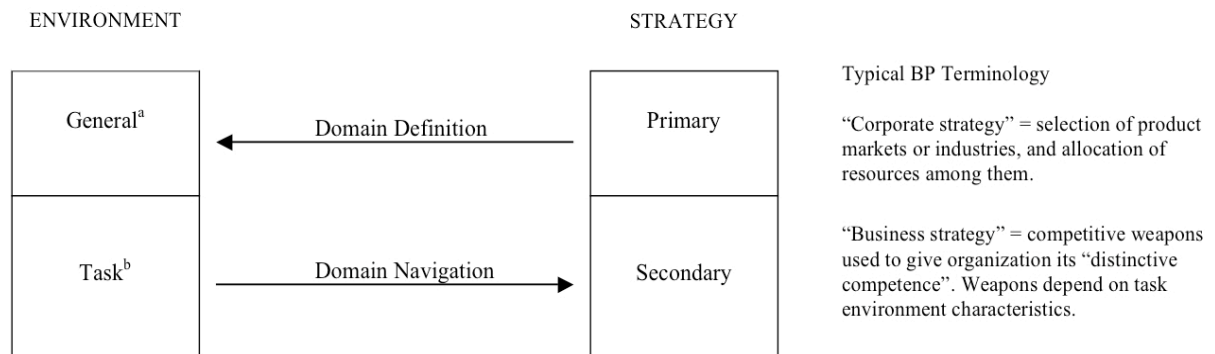 ENVIRONMENT
STRATEGY
Typical BP Terminology
Generalᵃ
Domain Definition
Primary
“Corporate strategy” = selection of product
markets or industries, and allocation of
resources among them.
Taskᵇ
Domain Navigation
Secondary
“Business strategy” = competitive weapons
used to give organization its “distinctive
competence”. Weapons depend on task
environment characteristics.